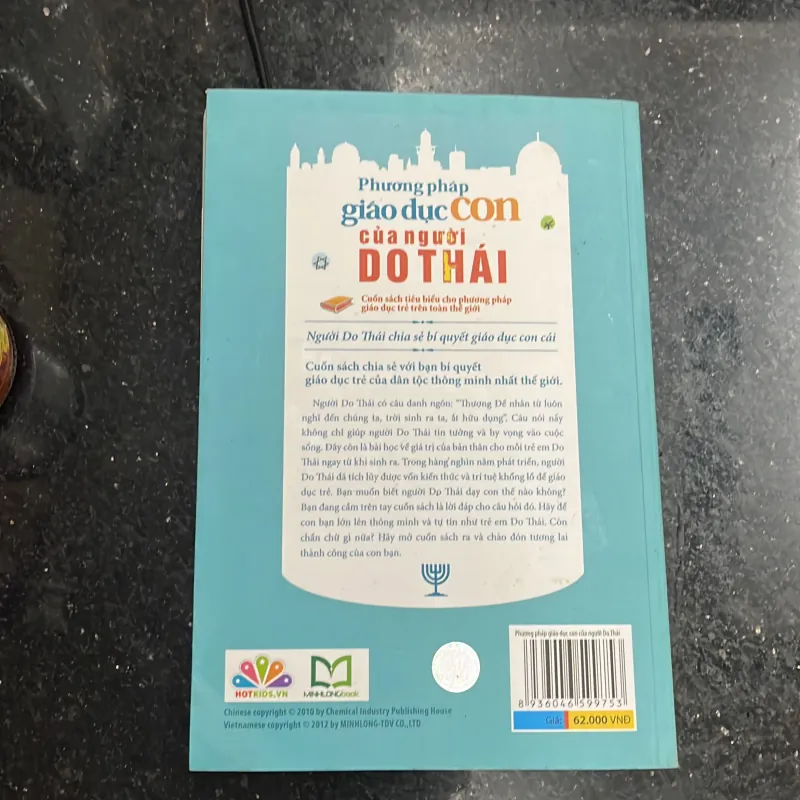 Phương pháp
giáo dục con
của người
DO THÁI
Cuốn sách tiêu biểu cho phương pháp
giáo dục trẻ trên toàn thế giới
Người Do Thái chia sẻ bí quyết giáo dục con cái
Cuốn sách chia sẻ với bạn bí quyết
giáo dục trẻ của dân tộc thông minh nhất thế giới.
Người Do Thái có câu danh ngôn: "Thượng Đế nhân từ luôn
nghĩ đến chúng ta, trời sinh ra ta, ắt hữu dụng". Câu nói nầy
không chỉ giúp người Do Thái tin tưởng và hy vọng vào cuộc
sống. Đây còn là bài học về giá trị của bản thân cho mỗi trẻ em Do
Thái ngay từ khi sinh ra. Trong hàng nghìn năm phát triển, người
Do Thái đã tích lũy được vốn kiến thức và trí tuệ khổng lồ để giáo
dục trẻ. Bạn muốn biết người Do Thái dạy con thế nào không?
Bạn đang cầm trên tay cuốn sách là lời đáp cho câu hỏi đó. Hãy để
con bạn lớn lên thông minh và tự tin như trẻ em Do Thái. Còn
chần chừ gì nữa? Hãy mở cuốn sách ra và chào đón tương lai
thành công của con bạn.
HOTKIDS.VN
MINHLONGbook
Phương pháp giáo dục con của người Do Thái
8 936046 599753
Giá: 62.000 VNĐ
Chinese copyright © 2010 by Chemical Industry Publishing House
Vietnamese copyright © 2012 by MINHLONG-TDV CO.,LTD